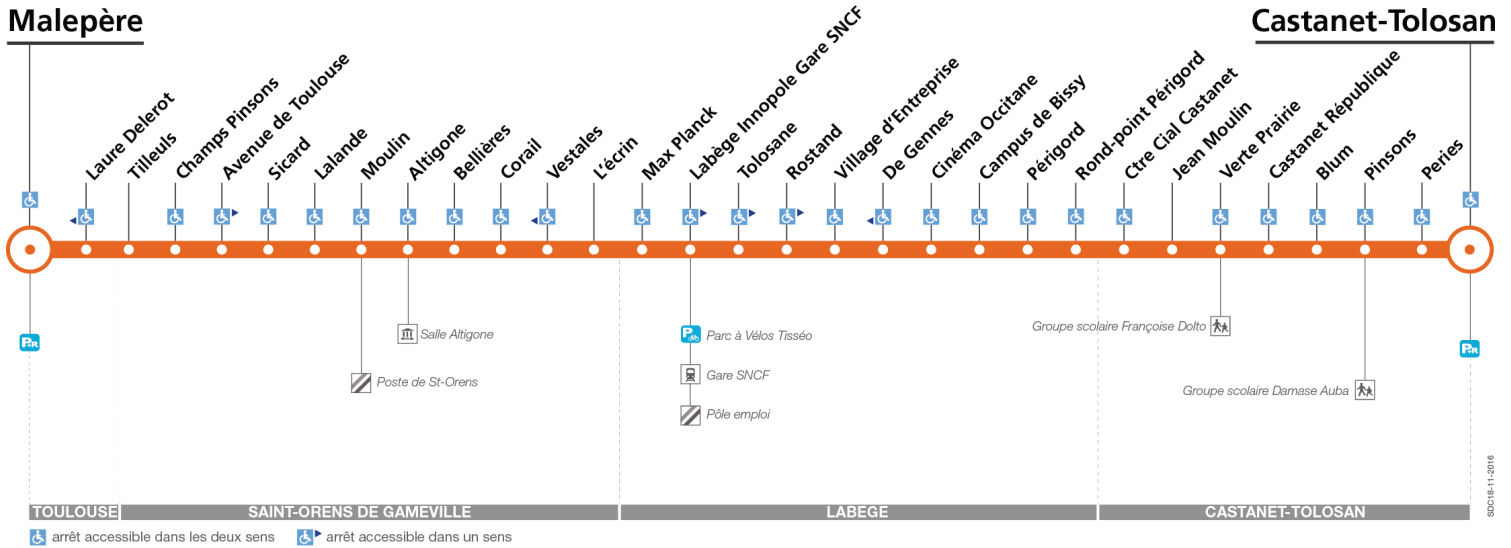 Malepère
Castanet-Tolosan
Laure Delerot
Tilleuls
Champs Pinsons
Avenue de Toulouse
Sicard
Lalande
Moulin
Altigone
Bellières
Corail
Vestales
L'écrin
Max Planck
Labège Innopole Gare SNCF
Tolosane
Rostand
Village d'Entreprise
De Gennes
Cinéma Occitane
Campus de Bissy
Périgord
Rond-point Périgord
Ctre Cial Castanet
Jean Moulin
Verte Prairie
Castanet République
Blum
Pinsons
Peries
P+R
Salle Altigone
Poste de St-Orens
P
Parc à Vélos Tisséo
Gare SNCF
Pôle emploi
Groupe scolaire Françoise Dolto
Groupe scolaire Damase Auba
P+R
SDC18-11-2016
TOULOUSE
SAINT-ORENS DE GAMEVILLE
LABEGE
CASTANET-TOLOSAN
arrêt accessible dans les deux sens
arrêt accessible dans un sens